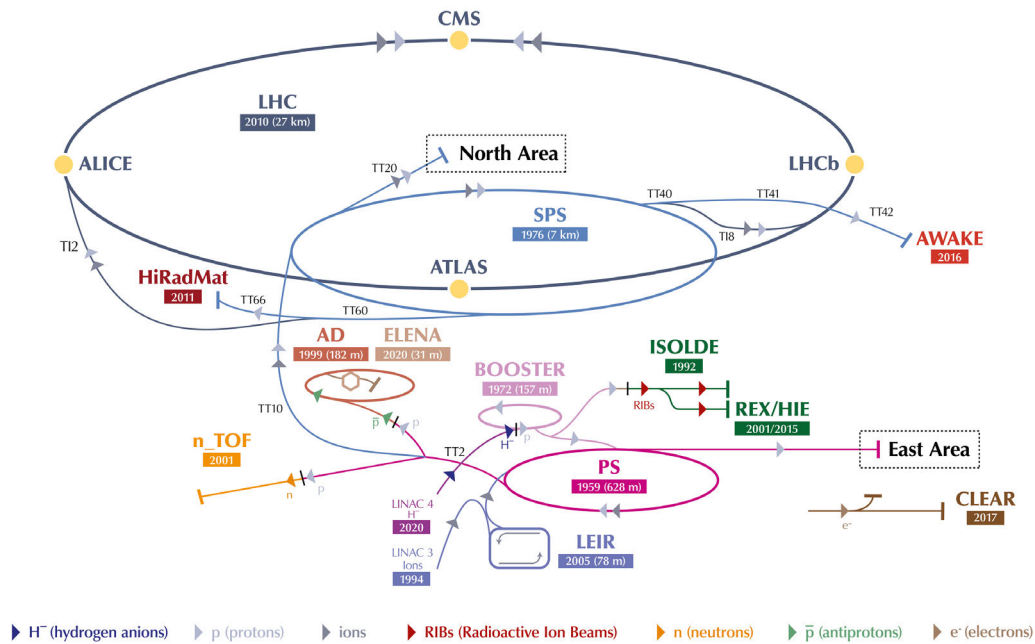 CMS
LHC
2010 (27 km)
ALICE
North Area
TT20
LHCb
TT40
TT41
TT42
SPS
1976 (7 km)
TI8
AWAKE
2016
TI2
ATLAS
HiRadMat
2011
TT66
TT60
AD
1999 (182 m)
ELENA
2020 (31 m)
ISOLDE
1992
BOOSTER
1972 (157 m)
RIBs
REX/HIE
2001/2015
TT10
p̅
p
TT2
H⁻
p
n_TOF
2001
East Area
PS
1959 (628 m)
n
p
LINAC 4
H⁻
2020
CLEAR
2017
e-
LINAC 3
Ions
1994
LEIR
2005 (78 m)
H⁻ (hydrogen anions)
p (protons)
ions
RIBs (Radioactive Ion Beams)
n (neutrons)
p̅ (antiprotons)
e- (electrons)